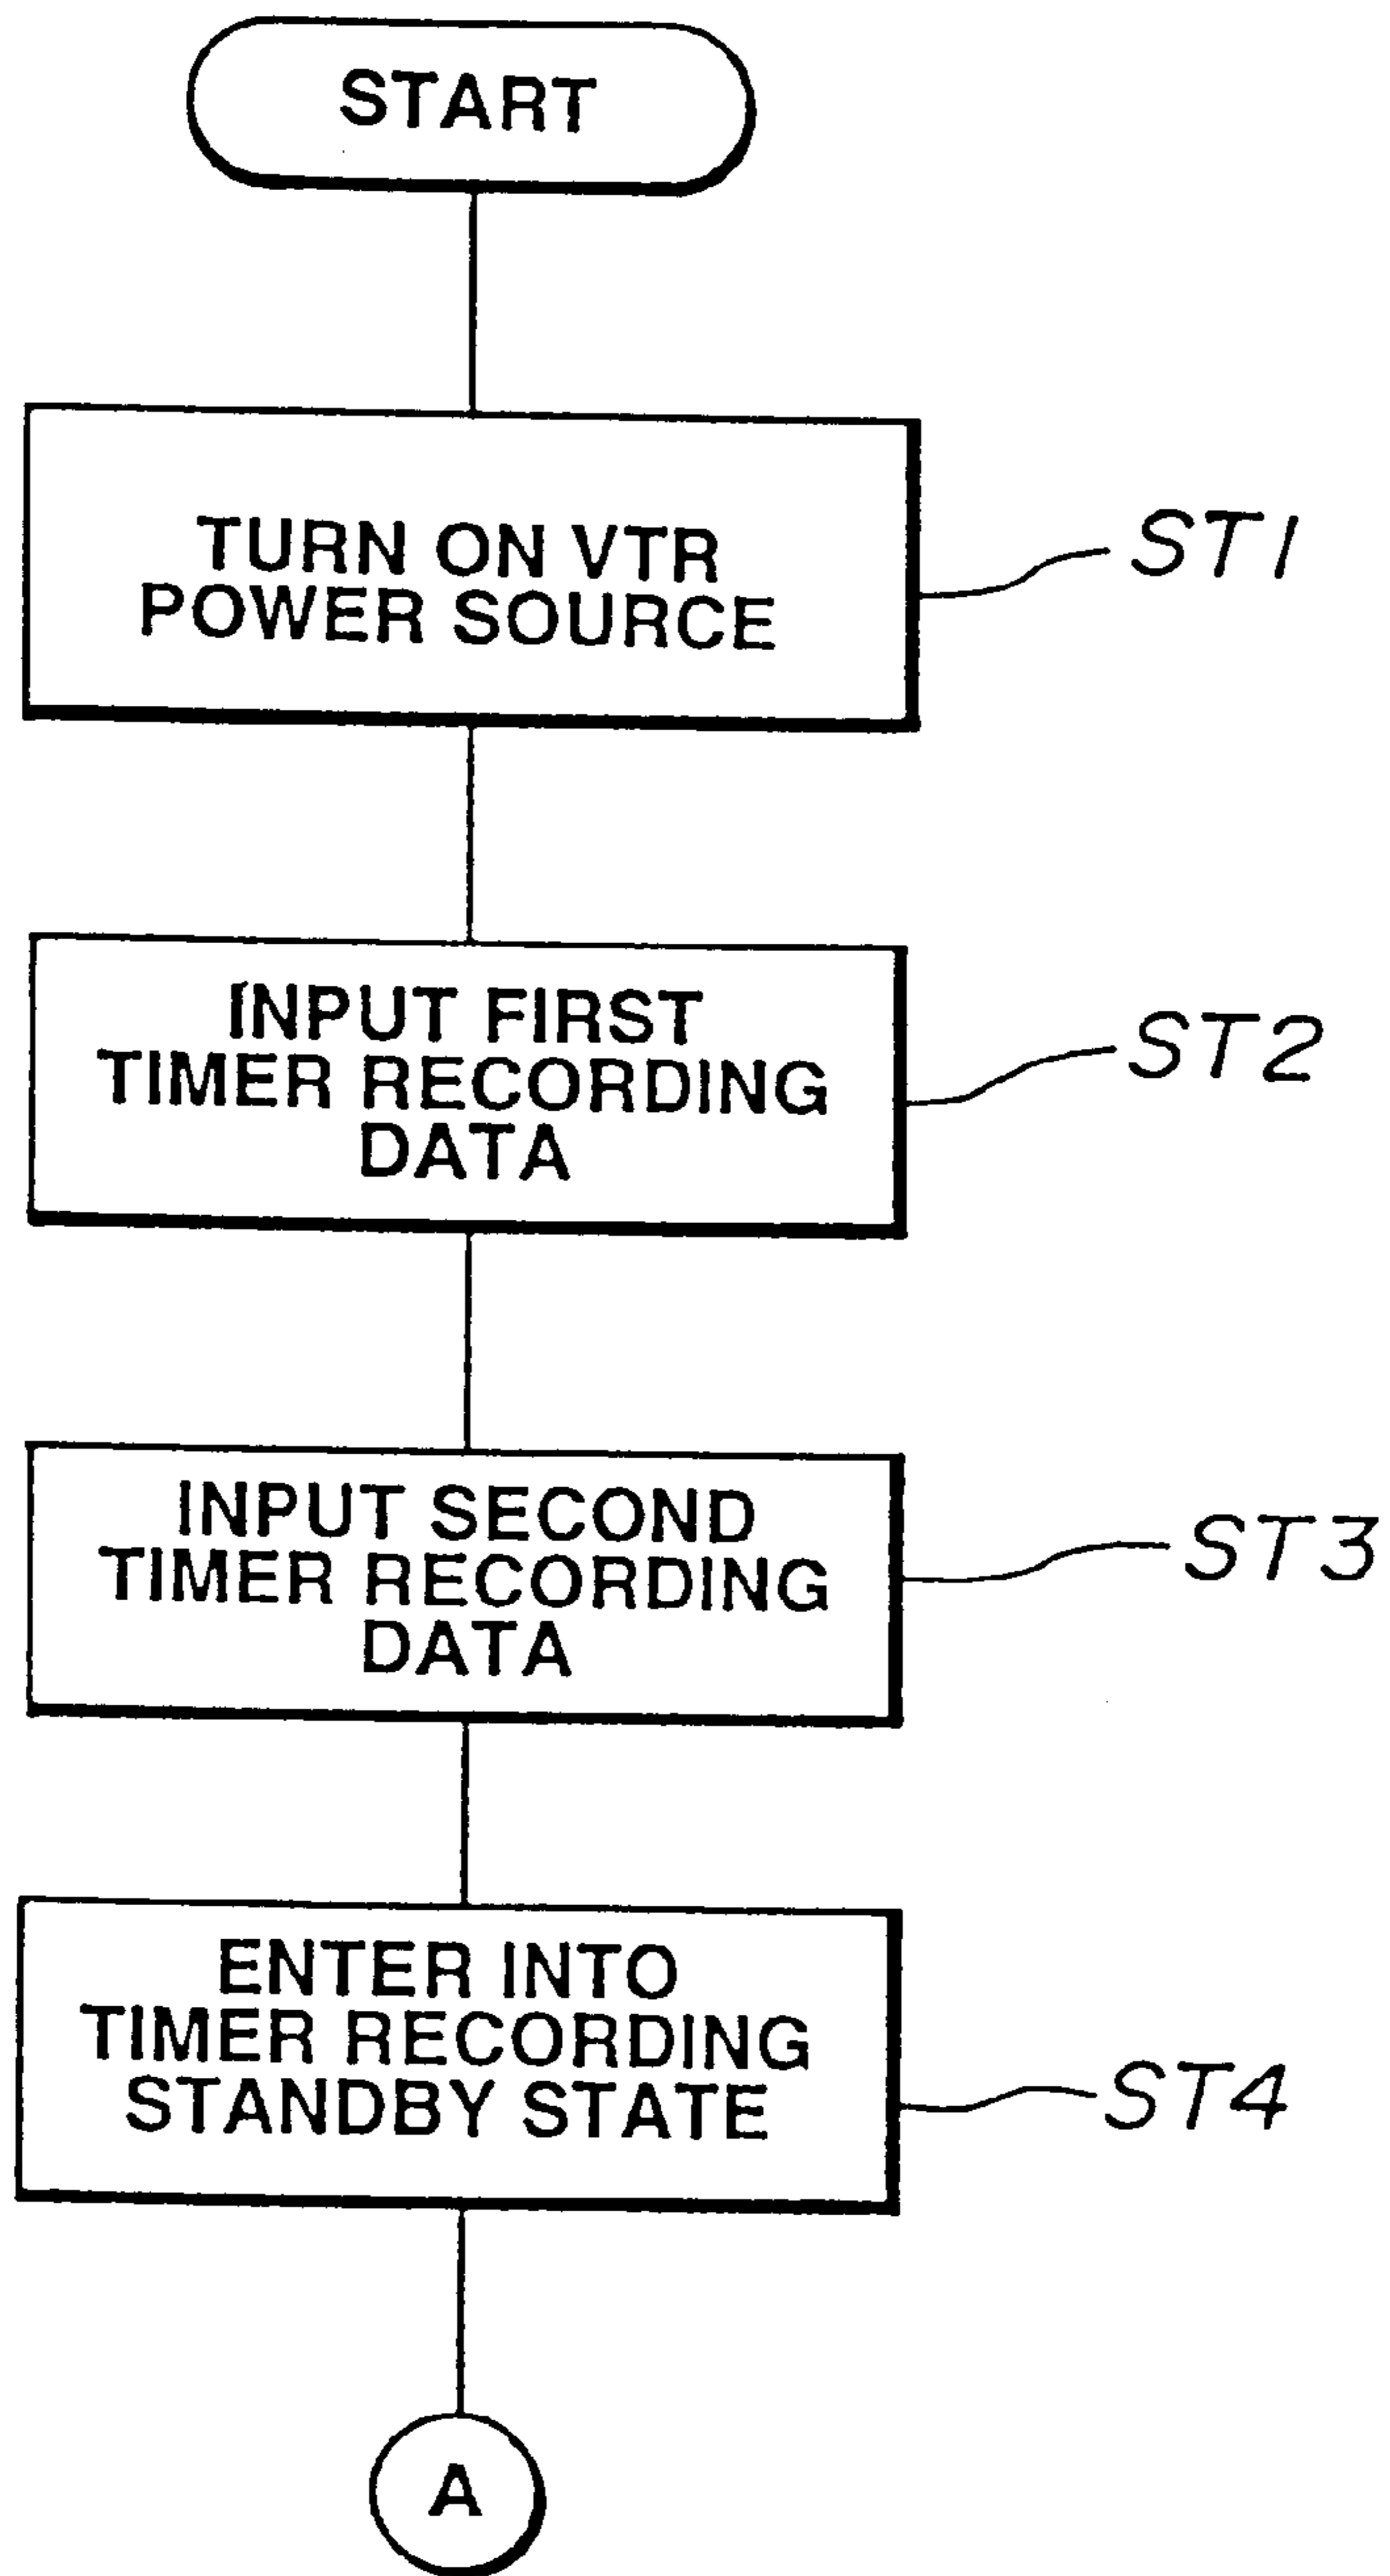 START
TURN ON VTR
POWER SOURCE
ST1
INPUT FIRST
TIMER RECORDING
DATA
ST2
INPUT SECOND
TIMER RECORDING
DATA
ST3
ENTER INTO
TIMER RECORDING
STANDBY STATE
ST4
A